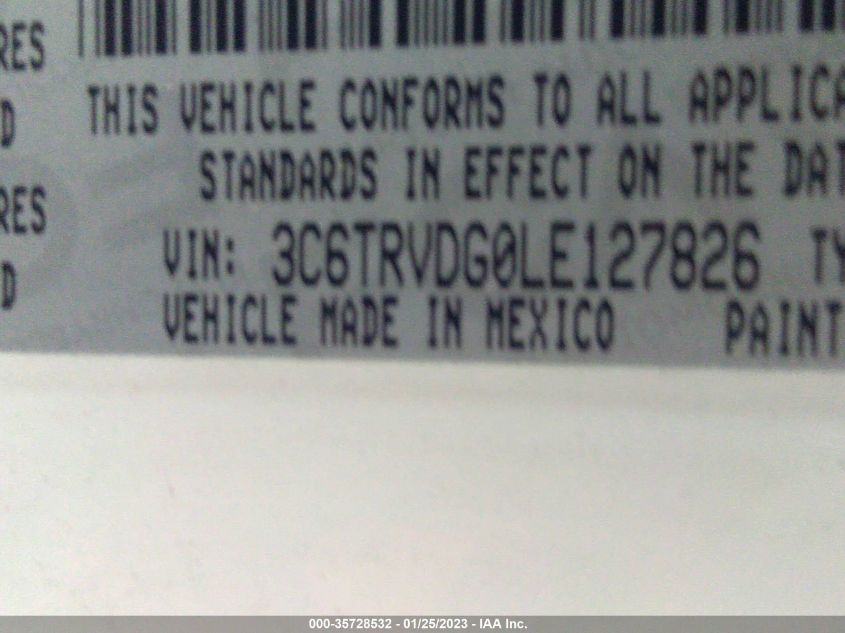 RES
D
RES
D
THIS VEHICLE CONFORMS TO ALL APPLICA
STANDARDS IN EFFECT ON THE DAT
VIN: 3C6TRVDG0LE127826 TY
VEHICLE MADE IN MEXICO PAINT
000-35728532 - 01/25/2023 - IAA Inc.